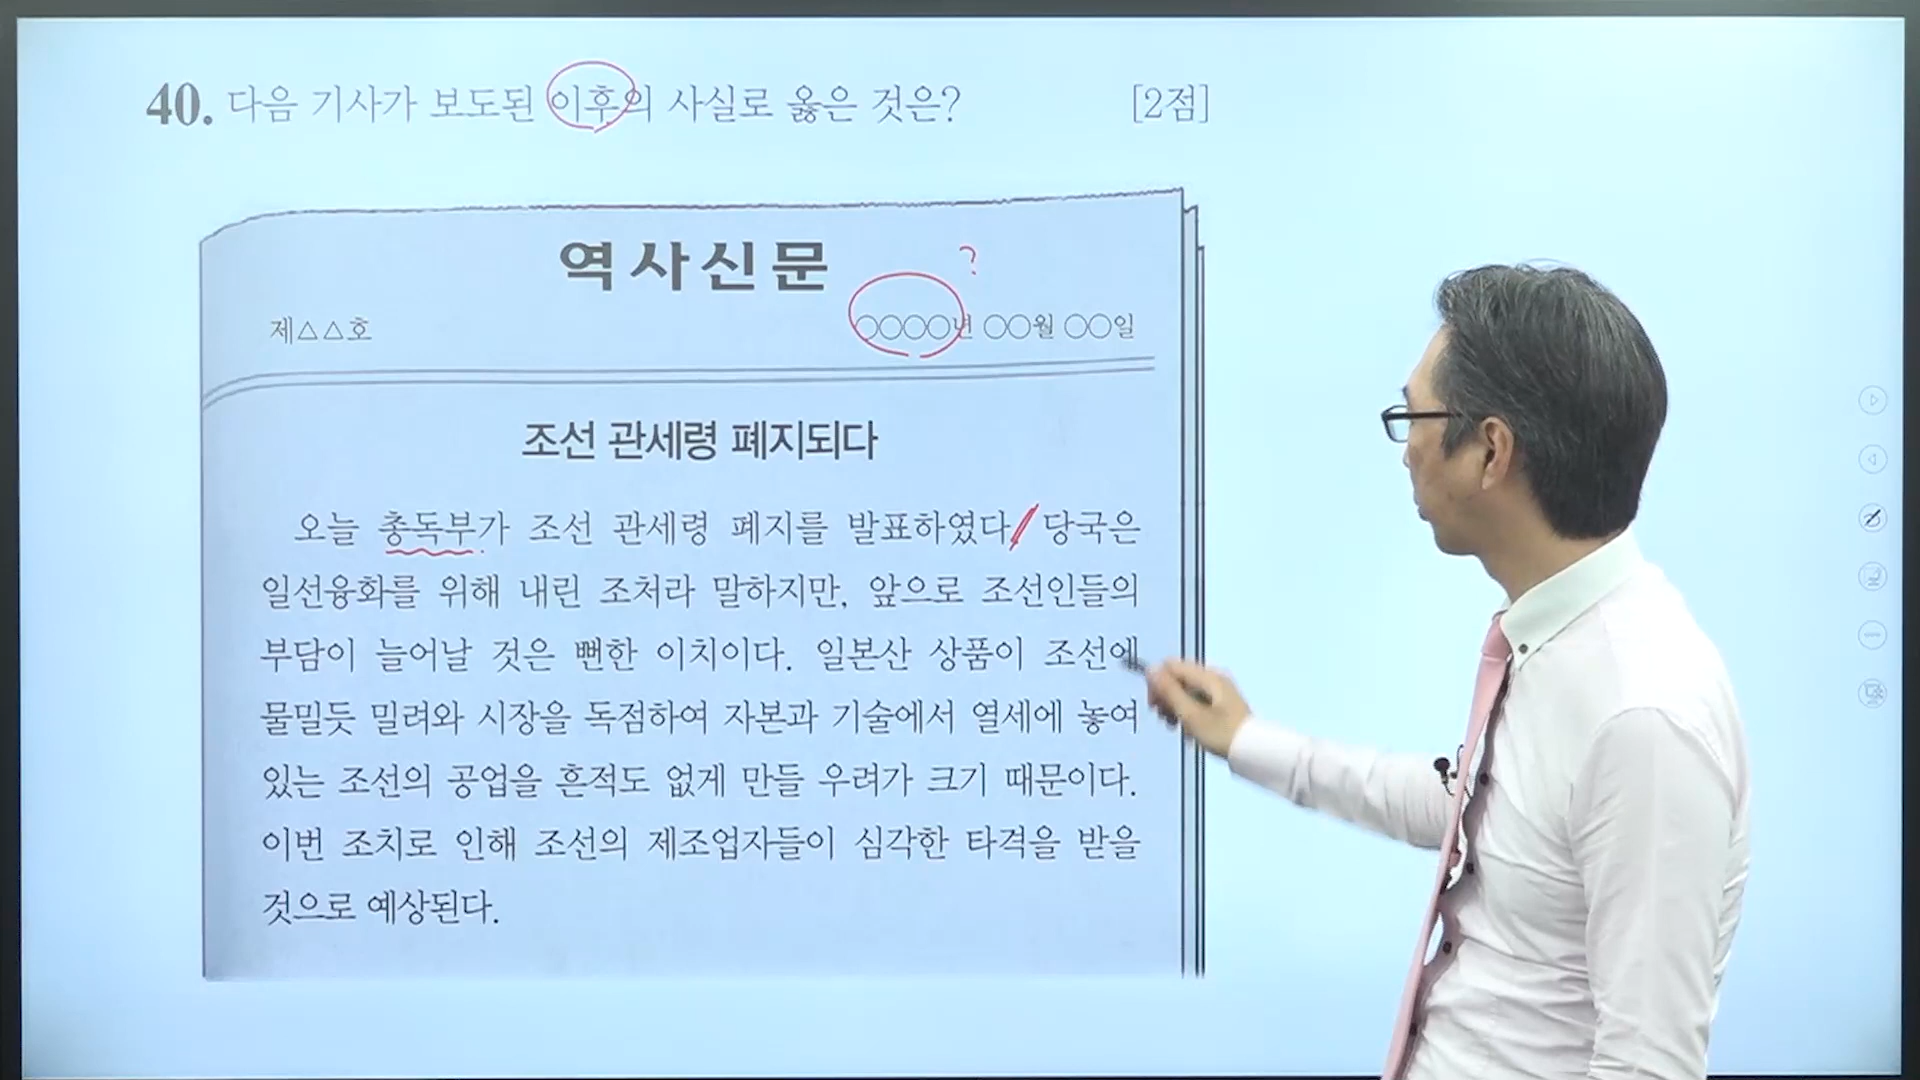 40. 다음 기사가 보도된 이후의 사실로 옳은 것은? [2점]
역사신문
?
제△△호 ○○○○년 ○○월 ○○일
조선 관세령 폐지되다
오늘 총독부가 조선 관세령 폐지를 발표하였다. 당국은
일선융화를 위해 내린 조처라 말하지만, 앞으로 조선인들의
부담이 늘어날 것은 뻔한 이치이다. 일본산 상품이 조선에
물밀듯 밀려와 시장을 독점하여 자본과 기술에서 열세에 놓여
있는 조선의 공업을 흔적도 없게 만들 우려가 크기 때문이다.
이번 조치로 인해 조선의 제조업자들이 심각한 타격을 받을
것으로 예상된다.